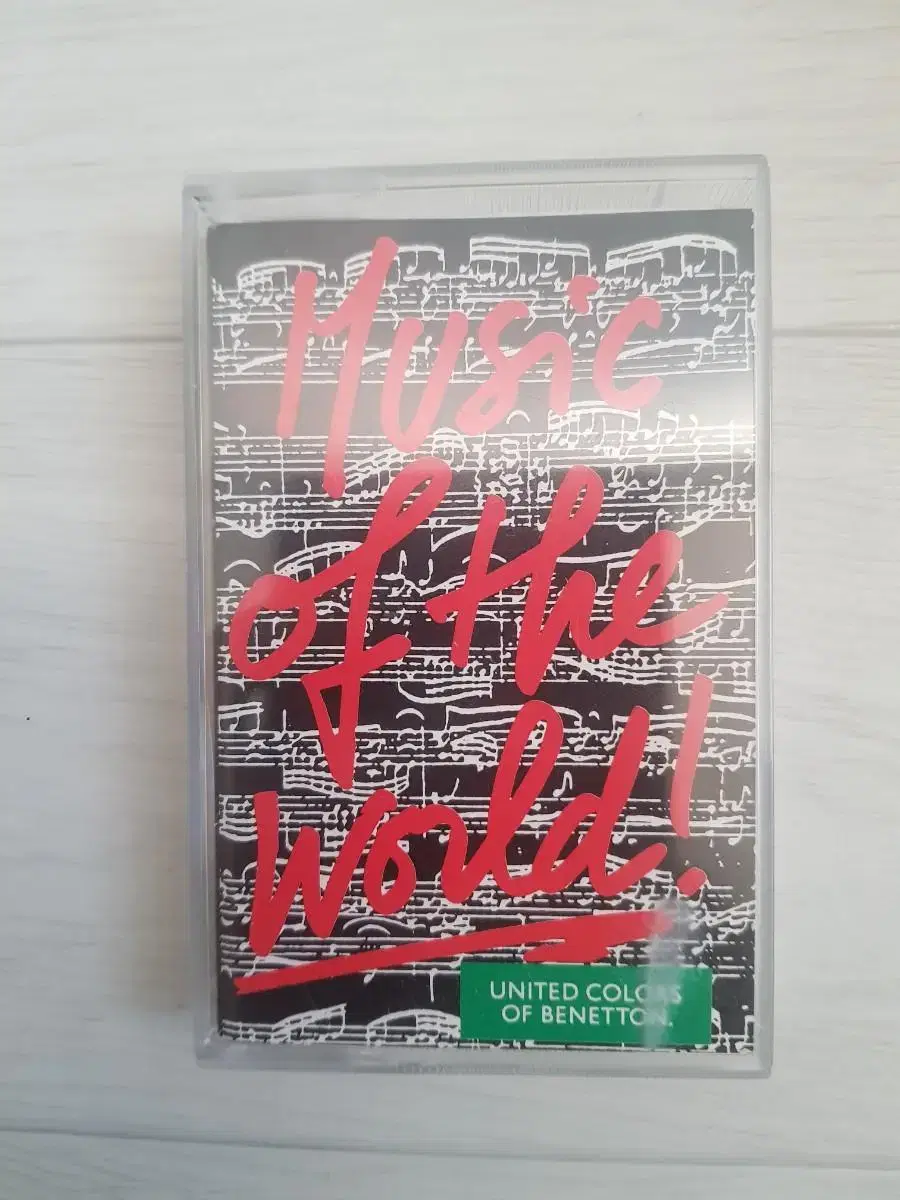 Music
of the
World!
UNITED COLORS
OF BENETTON.